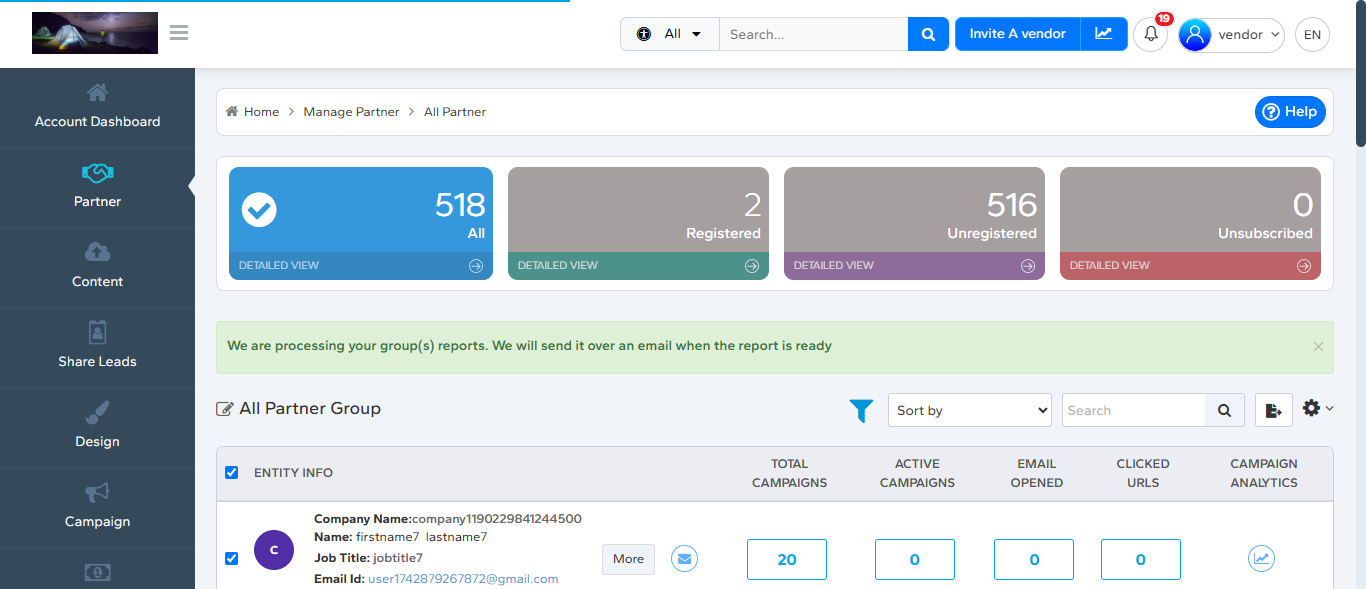 All
Search...
Invite A vendor
19
vendor
EN
Account Dashboard
Partner
Content
Share Leads
Design
Campaign
Home > Manage Partner > All Partner
Help
518
All
DETAILED VIEW
2
Registered
DETAILED VIEW
516
Unregistered
DETAILED VIEW
0
Unsubscribed
DETAILED VIEW
We are processing your group(s) reports. We will send it over an email when the report is ready
×
All Partner Group
Sort by
Search
ENTITY INFO
TOTAL
CAMPAIGNS
ACTIVE
CAMPAIGNS
EMAIL
OPENED
CLICKED
URLS
CAMPAIGN
ANALYTICS
C
Company Name:company1190229841244500
Name: firstname7 lastname7
Job Title: jobtitle7
Email Id: user1742879267872@gmail.com
More
20
0
0
0